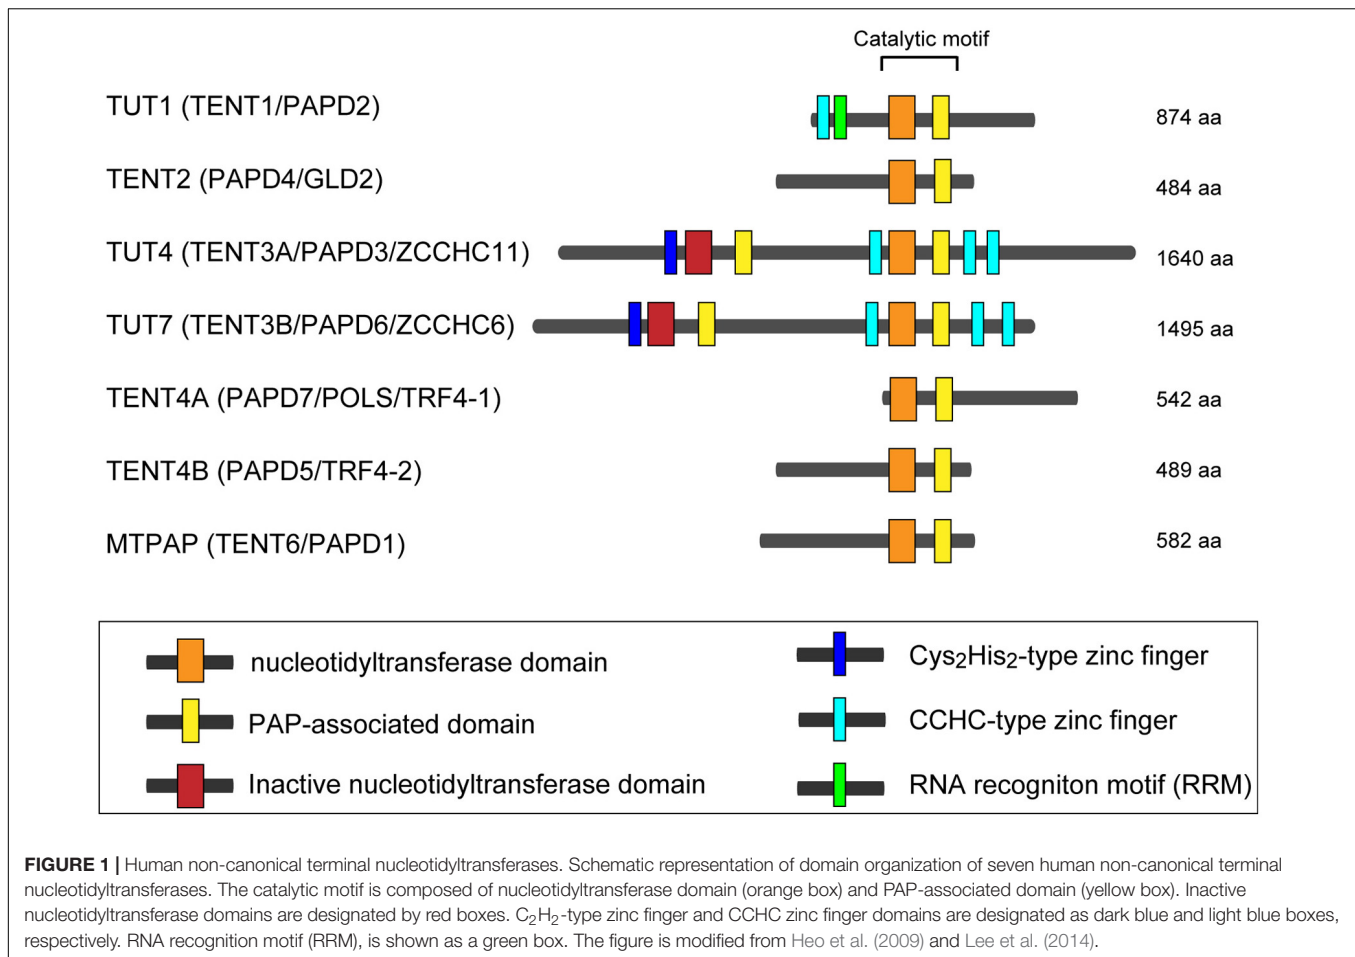 Catalytic motif
TUT1 (TENT1/PAPD2) 874 aa
TENT2 (PAPD4/GLD2) 484 aa
TUT4 (TENT3A/PAPD3/ZCCHC11) 1640 aa
TUT7 (TENT3B/PAPD6/ZCCHC6) 1495 aa
TENT4A (PAPD7/POLS/TRF4-1) 542 aa
TENT4B (PAPD5/TRF4-2) 489 aa
MTPAP (TENT6/PAPD1) 582 aa
nucleotidyltransferase domain
PAP-associated domain
Inactive nucleotidyltransferase domain
Cys₂His₂-type zinc finger
CCHC-type zinc finger
RNA recogniton motif (RRM)
FIGURE 1 | Human non-canonical terminal nucleotidyltransferases. Schematic representation of domain organization of seven human non-canonical terminal
nucleotidyltransferases. The catalytic motif is composed of nucleotidyltransferase domain (orange box) and PAP-associated domain (yellow box). Inactive
nucleotidyltransferase domains are designated by red boxes. C₂H₂-type zinc finger and CCHC zinc finger domains are designated as dark blue and light blue boxes,
respectively. RNA recognition motif (RRM), is shown as a green box. The figure is modified from Heo et al. (2009) and Lee et al. (2014).